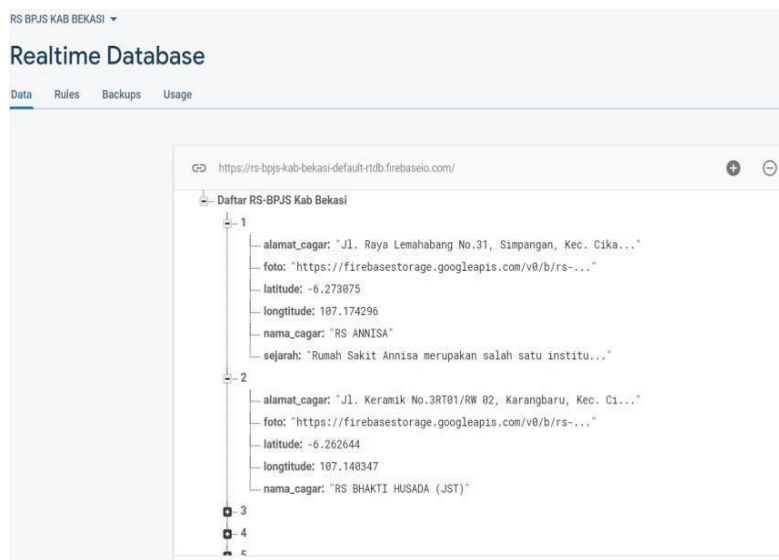 RS BPJS KAB BEKASI
Realtime Database
Data Rules Backups Usage
https://rs-bpjs-kab-bekasi-default-rtdb.firebaseio.com/
Daftar RS-BPJS Kab Bekasi
1
alamat_cagar: "Jl. Raya Lemahabang No.31, Simpangan, Kec. Cika..."
foto: "https://firebasestorage.googleapis.com/v0/b/rs-..."
latitude: -6.273075
longtitude: 107.174296
nama_cagar: "RS ANNISA"
sejarah: "Rumah Sakit Annisa merupakan salah satu institu..."
2
alamat_cagar: "Jl. Keramik No.3RT01/RW 02, Karangbaru, Kec. Ci..."
foto: "https://firebasestorage.googleapis.com/v0/b/rs-..."
latitude: -6.262644
longtitude: 107.140347
nama_cagar: "RS BHAKTI HUSADA (JST)"
3
4
5